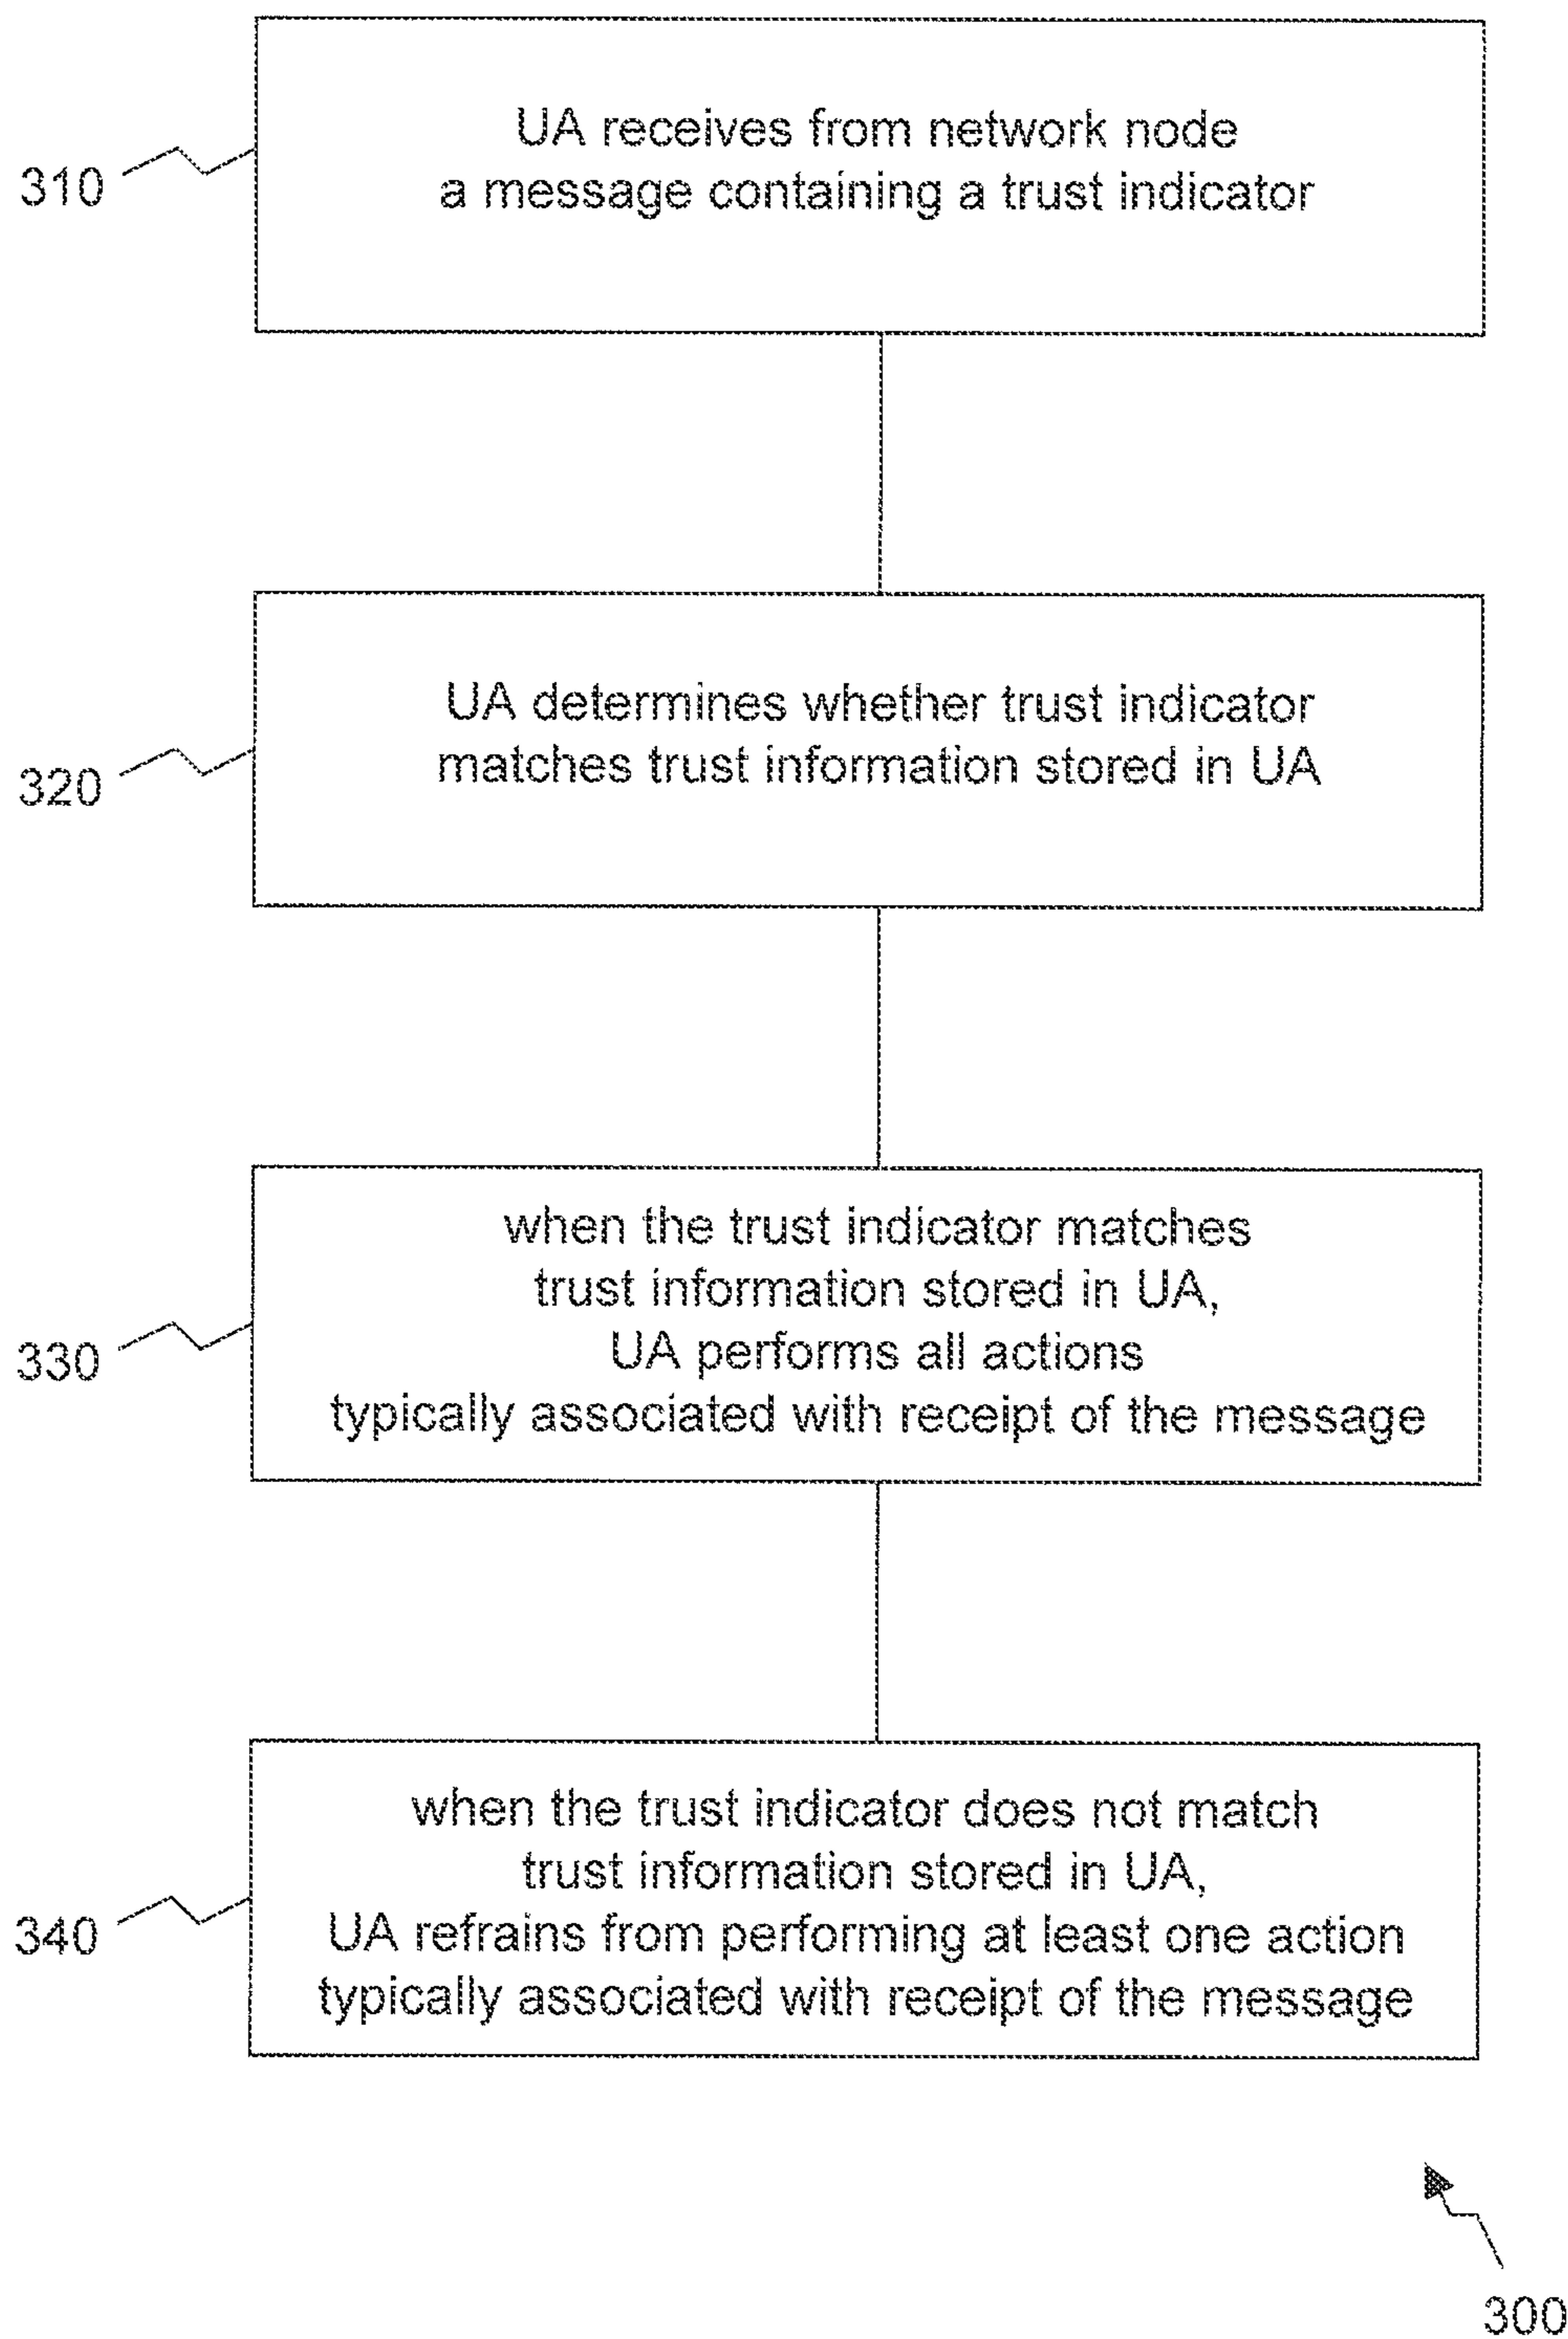 UA receives from network node
a message containing a trust indicator
310
UA determines whether trust indicator
matches trust information stored in UA
320
when the trust indicator matches
trust information stored in UA,
UA performs all actions
typically associated with receipt of the message
330
when the trust indicator does not match
trust information stored in UA,
UA refrains from performing at least one action
typically associated with receipt of the message
340
300